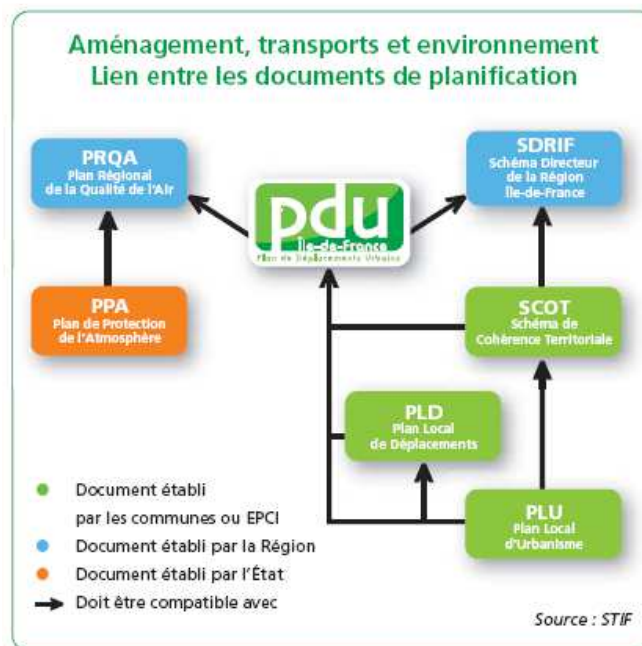 Aménagement, transports et environnement
Lien entre les documents de planification
PRQA
Plan Régional
de la Qualité de l'Air
SDRIF
Schéma Directeur
de la Région
Île-de-France
pdu
Île-de-France
Plan de Déplacements Urbains
PPA
Plan de Protection
de l'Atmosphère
SCOT
Schéma de
Cohérence Territoriale
PLD
Plan Local
de Déplacements
PLU
Plan Local
d'Urbanisme
Document établi
par les communes ou EPCI
Document établi par la Région
Document établi par l'État
Doit être compatible avec
Source : STIF